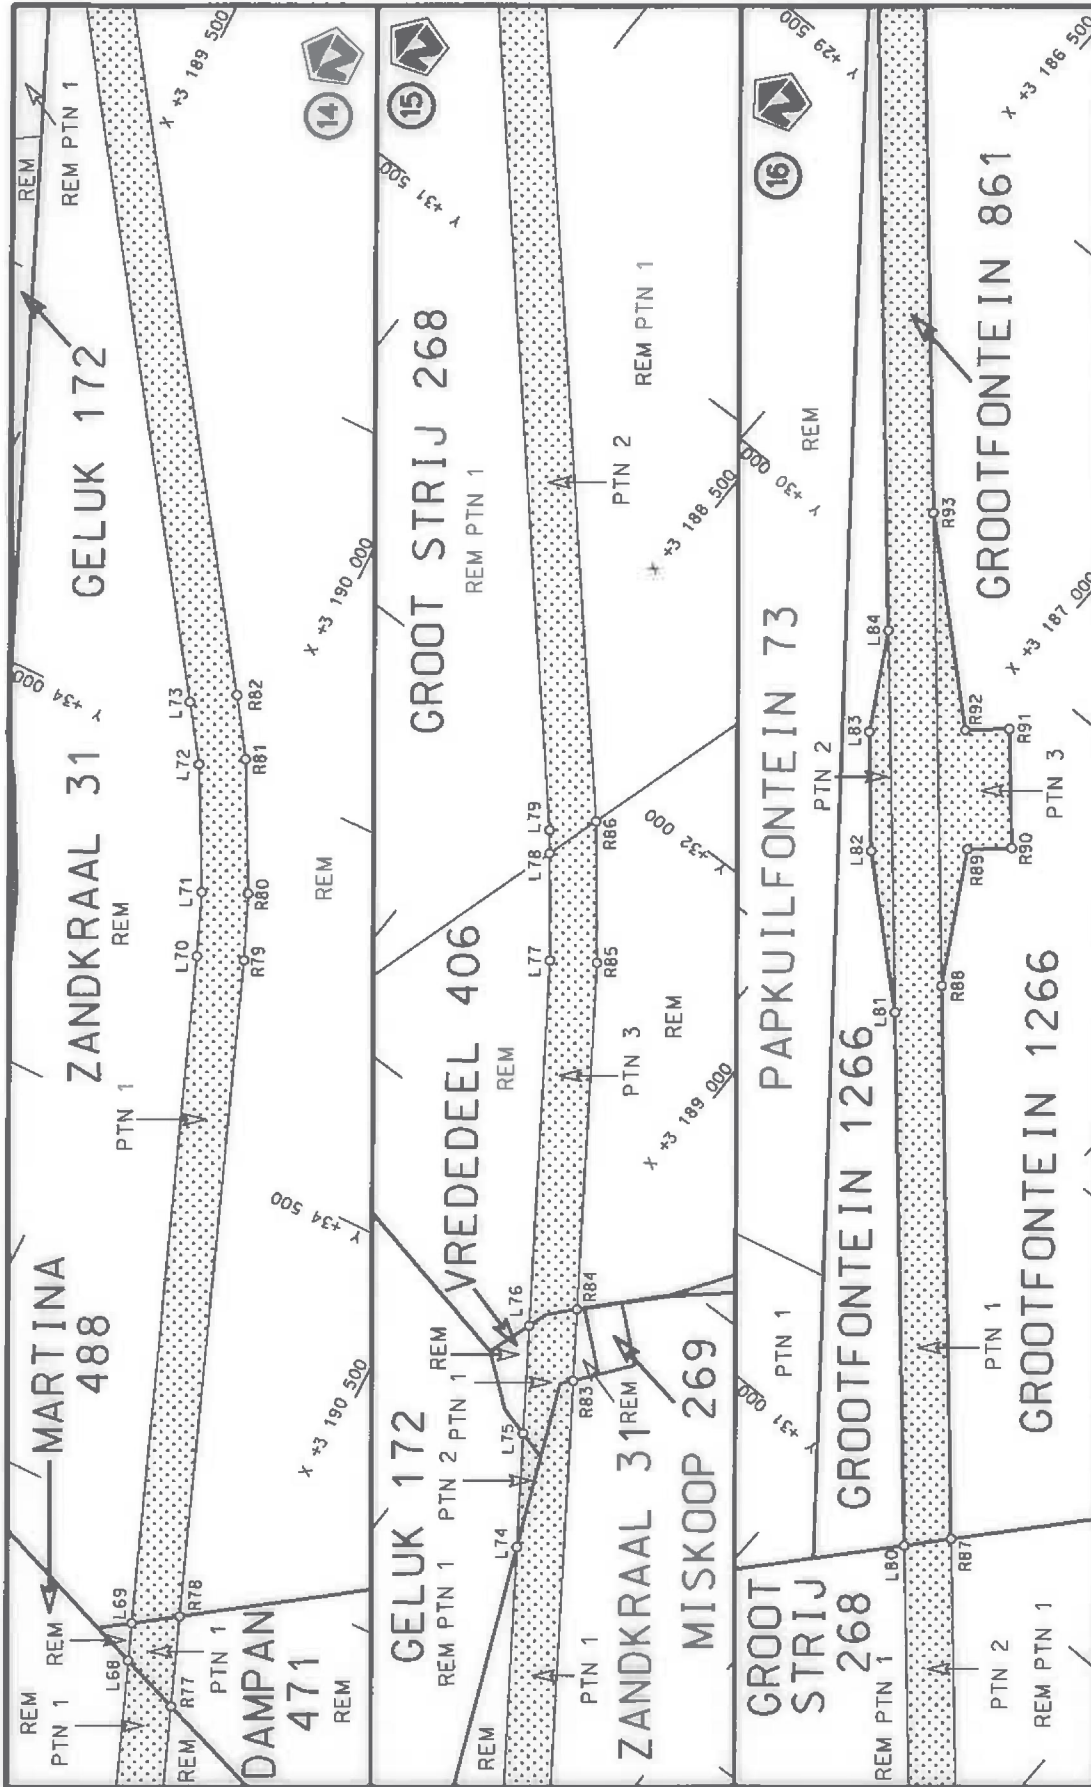 REM
PTN 1
REM
L68
R77
DAMPAN
471
REM
REM
MARTINA
488
L69
R78
PTN 1
X +3 190 500
Y +34 500
PTN 1
ZANDKRAAL 31
REM
L70
R79
L71
R80
REM
L72
R81
L73
R82
Y +34 000
X +3 190 000
GELUK 172
REM
REM PTN 1
X +3 189 500
14
N
REM
GELUK 172
REM PTN 1
PTN 2
PTN 1
REM
L74
L75
L76
PTN 1
ZANDKRAAL 31
REM
R83
R84
MISKOOP 269
VREDEDEEL 406
REM
PTN 3
REM
X +3 189 000
L77
R85
L78
L79
R86
Y +32 000
GROOT STRIJ 268
REM PTN 1
PTN 2
X +3 188 500
REM PTN 1
Y +31 500
15
N
GROOT
STRIJ
268
REM PTN 1
PTN 2
REM PTN 1
L80
R87
Y +31 000
PTN 1
GROOTFONTEIN 1266
PTN 1
GROOTFONTEIN 1266
PAPKUILFONTEIN 73
L81
R88
L82
R89
R90
PTN 2
PTN 3
L83
R92
R91
L84
R93
X +3 187 000
Y +30 000
REM
GROOTFONTEIN 861
X +3 186 500
Y +29 500
16
N